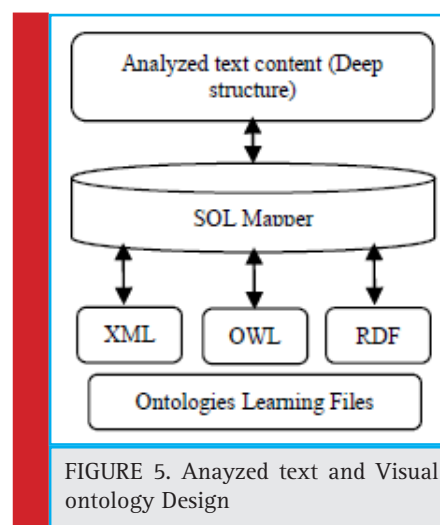 Analyzed text content (Deep
structure)
SOL Mapper
XML OWL RDF
Ontologies Learning Files
FIGURE 5. Anayzed text and Visual
ontology Design